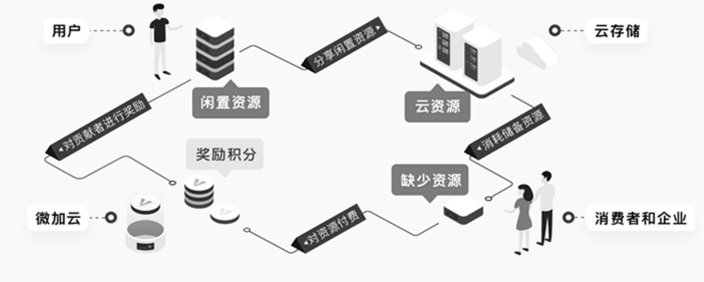 用户
分享闲置资源
云存储
闲置资源
云资源
对贡献者进行奖励
消耗储备资源
奖励积分
缺少资源
微加云
对资源付费
消费者和企业